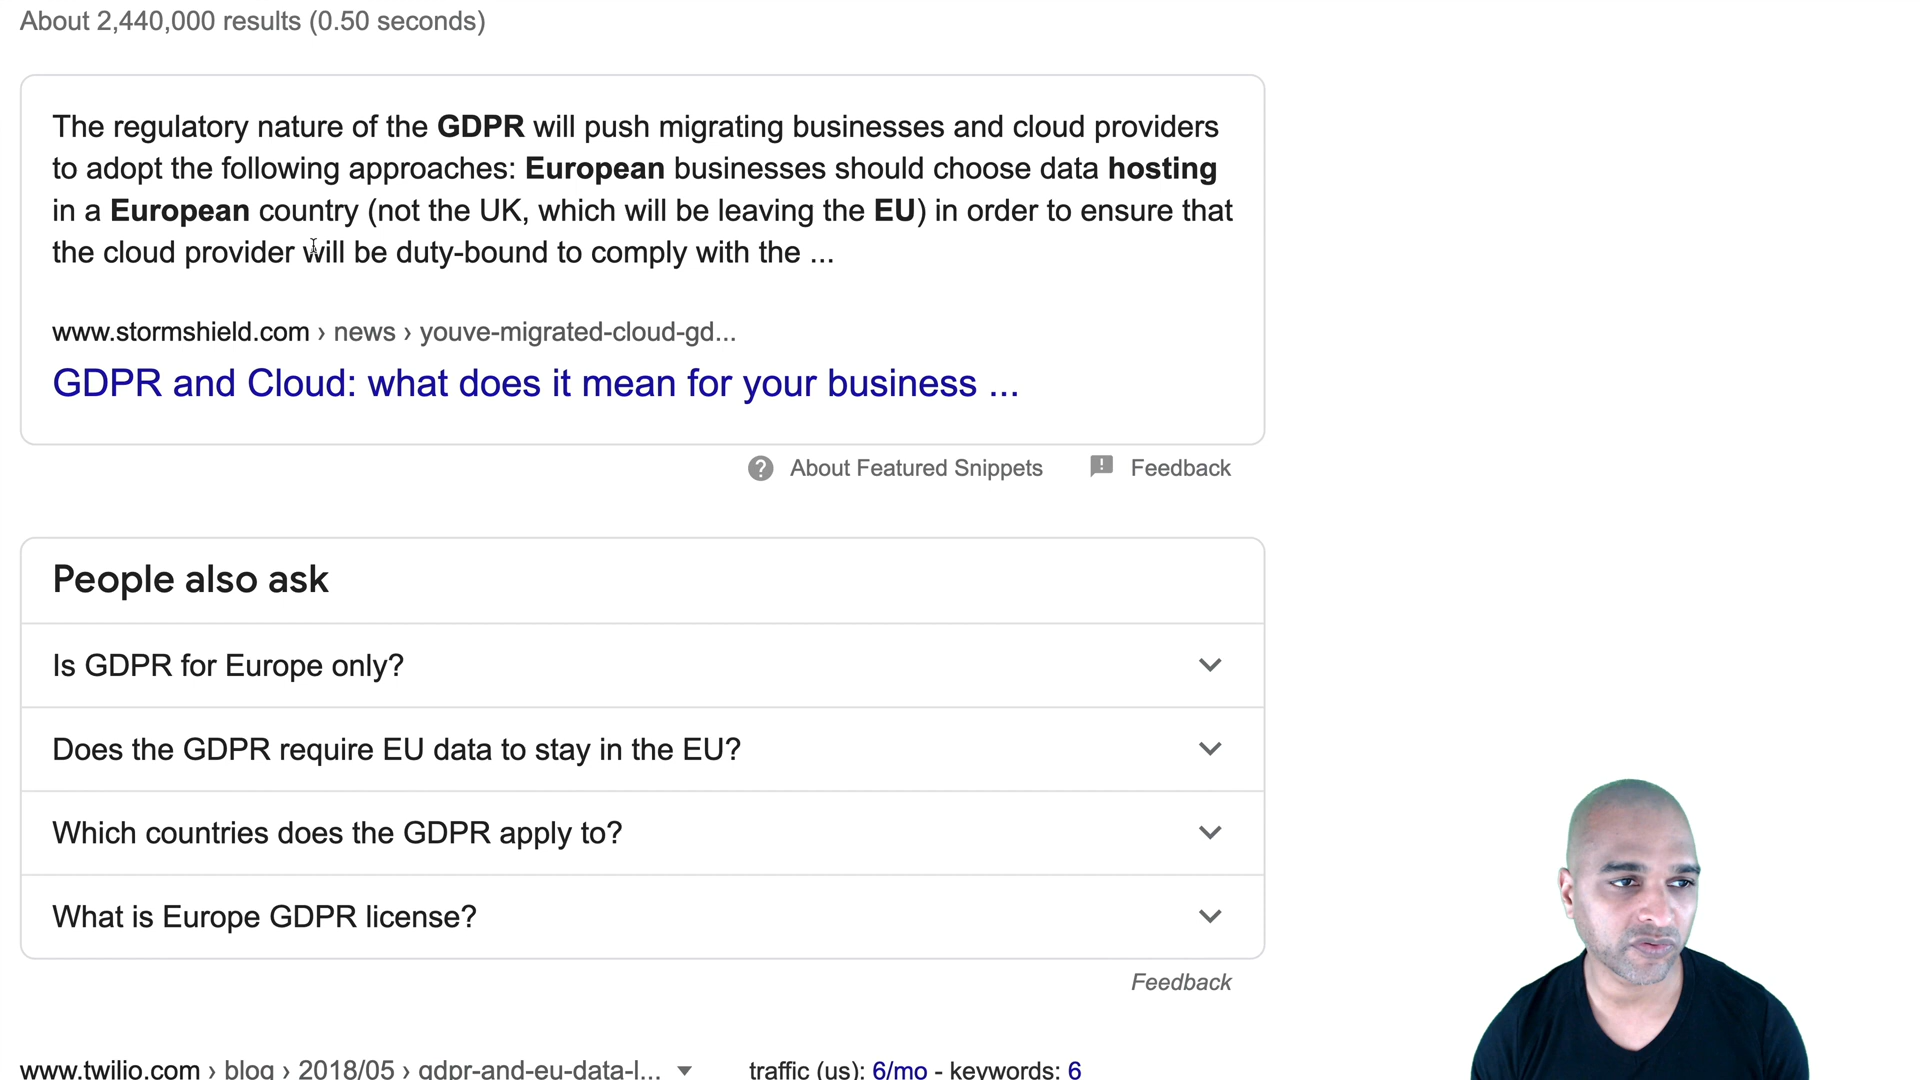 About 2,440,000 results (0.50 seconds)
The regulatory nature of the GDPR will push migrating businesses and cloud providers
to adopt the following approaches: European businesses should choose data hosting
in a European country (not the UK, which will be leaving the EU) in order to ensure that
the cloud provider will be duty-bound to comply with the ...
www.stormshield.com › news › youve-migrated-cloud-gd...
GDPR and Cloud: what does it mean for your business ...
About Featured Snippets Feedback
People also ask
Is GDPR for Europe only?
Does the GDPR require EU data to stay in the EU?
Which countries does the GDPR apply to?
What is Europe GDPR license?
Feedback
www.twilio.com › blog › 2018/05 › gdpr-and-eu-data-l... traffic (us): 6/mo - keywords: 6